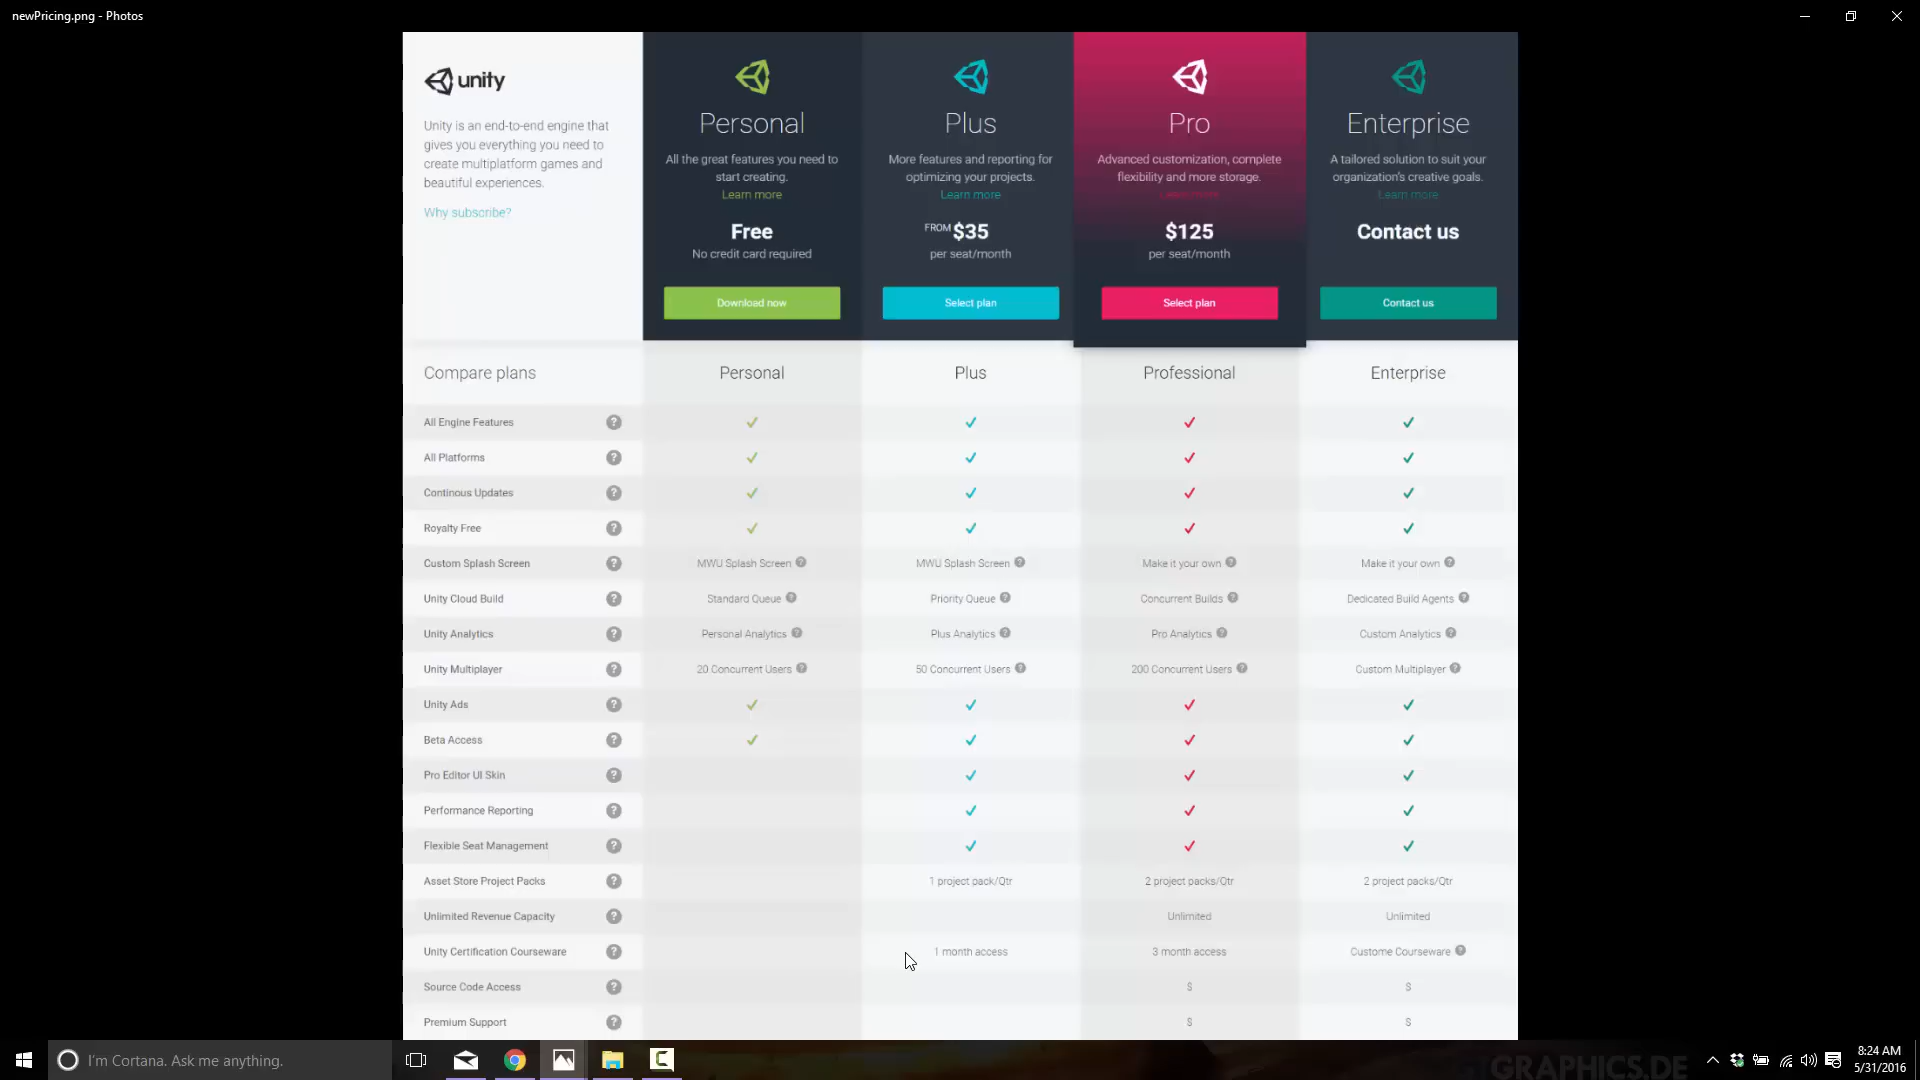 newPricing.png - Photos
unity
Unity is an end-to-end engine that
gives you everything you need to
create multiplatform games and
beautiful experiences.
Why subscribe?
Personal
All the great features you need to
start creating.
Learn more
Free
No credit card required
Download now
Plus
More features and reporting for
optimizing your projects.
Learn more
FROM $35
per seat/month
Select plan
Pro
Advanced customization, complete
flexibility and more storage.
Learn more
$125
per seat/month
Select plan
Enterprise
A tailored solution to suit your
organization's creative goals.
Learn more
Contact us
Contact us
Compare plans Personal Plus Professional Enterprise
All Engine Features ? ✓ ✓ ✓ ✓
All Platforms ? ✓ ✓ ✓ ✓
Continous Updates ? ✓ ✓ ✓ ✓
Royalty Free ? ✓ ✓ ✓ ✓
Custom Splash Screen ? MWU Splash Screen ? MWU Splash Screen ? Make it your own ? Make it your own ?
Unity Cloud Build ? Standard Queue ? Priority Queue ? Concurrent Builds ? Dedicated Build Agents ?
Unity Analytics ? Personal Analytics ? Plus Analytics ? Pro Analytics ? Custom Analytics ?
Unity Multiplayer ? 20 Concurrent Users ? 50 Concurrent Users ? 200 Concurrent Users ? Custom Multiplayer ?
Unity Ads ? ✓ ✓ ✓ ✓
Beta Access ? ✓ ✓ ✓ ✓
Pro Editor UI Skin ? ✓ ✓ ✓
Performance Reporting ? ✓ ✓ ✓
Flexible Seat Management ? ✓ ✓ ✓
Asset Store Project Packs ? 1 project pack/Qtr 2 project packs/Qtr 2 project packs/Qtr
Unlimited Revenue Capacity ? Unlimited Unlimited
Unity Certification Courseware ? 1 month access 3 month access Custome Courseware ?
Source Code Access ? $ $
Premium Support ? $ $
I'm Cortana. Ask me anything.
GRAPHICS.DE
8:24 AM
5/31/2016